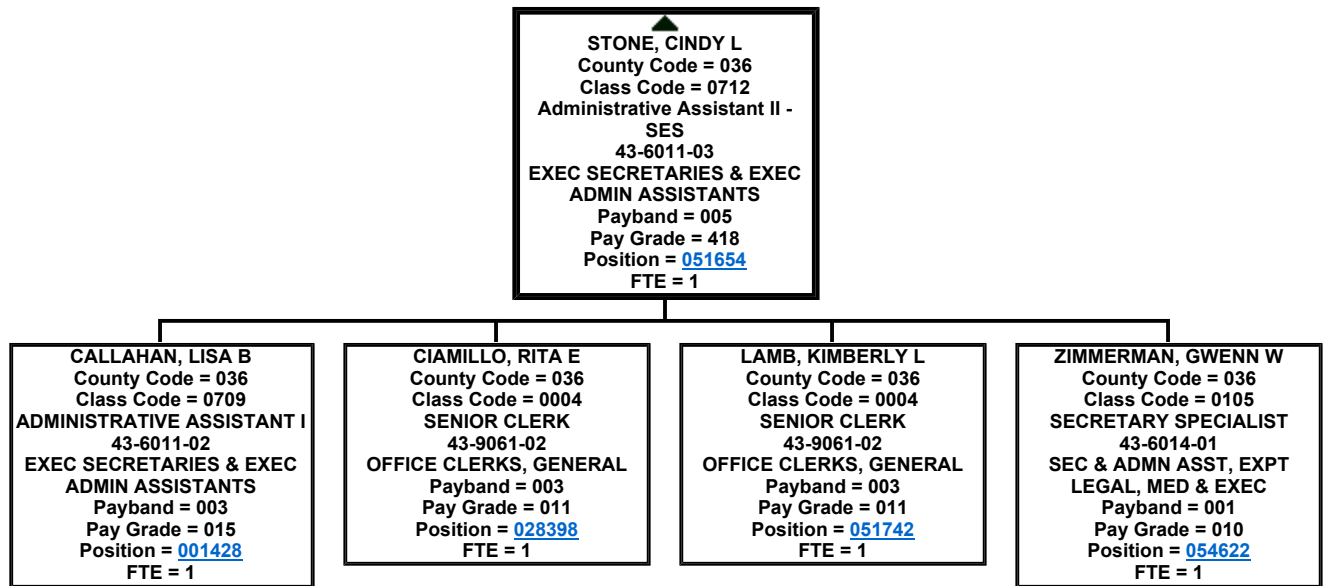 STONE, CINDY L
County Code = 036
Class Code = 0712
Administrative Assistant II -
SES
43-6011-03
EXEC SECRETARIES & EXEC
ADMIN ASSISTANTS
Payband = 005
Pay Grade = 418
Position = 051654
FTE = 1
CALLAHAN, LISA B
County Code = 036
Class Code = 0709
ADMINISTRATIVE ASSISTANT I
43-6011-02
EXEC SECRETARIES & EXEC
ADMIN ASSISTANTS
Payband = 003
Pay Grade = 015
Position = 001428
FTE = 1
CIAMILLO, RITA E
County Code = 036
Class Code = 0004
SENIOR CLERK
43-9061-02
OFFICE CLERKS, GENERAL
Payband = 003
Pay Grade = 011
Position = 028398
FTE = 1
LAMB, KIMBERLY L
County Code = 036
Class Code = 0004
SENIOR CLERK
43-9061-02
OFFICE CLERKS, GENERAL
Payband = 003
Pay Grade = 011
Position = 051742
FTE = 1
ZIMMERMAN, GWENN W
County Code = 036
Class Code = 0105
SECRETARY SPECIALIST
43-6014-01
SEC & ADMN ASST, EXPT
LEGAL, MED & EXEC
Payband = 001
Pay Grade = 010
Position = 054622
FTE = 1